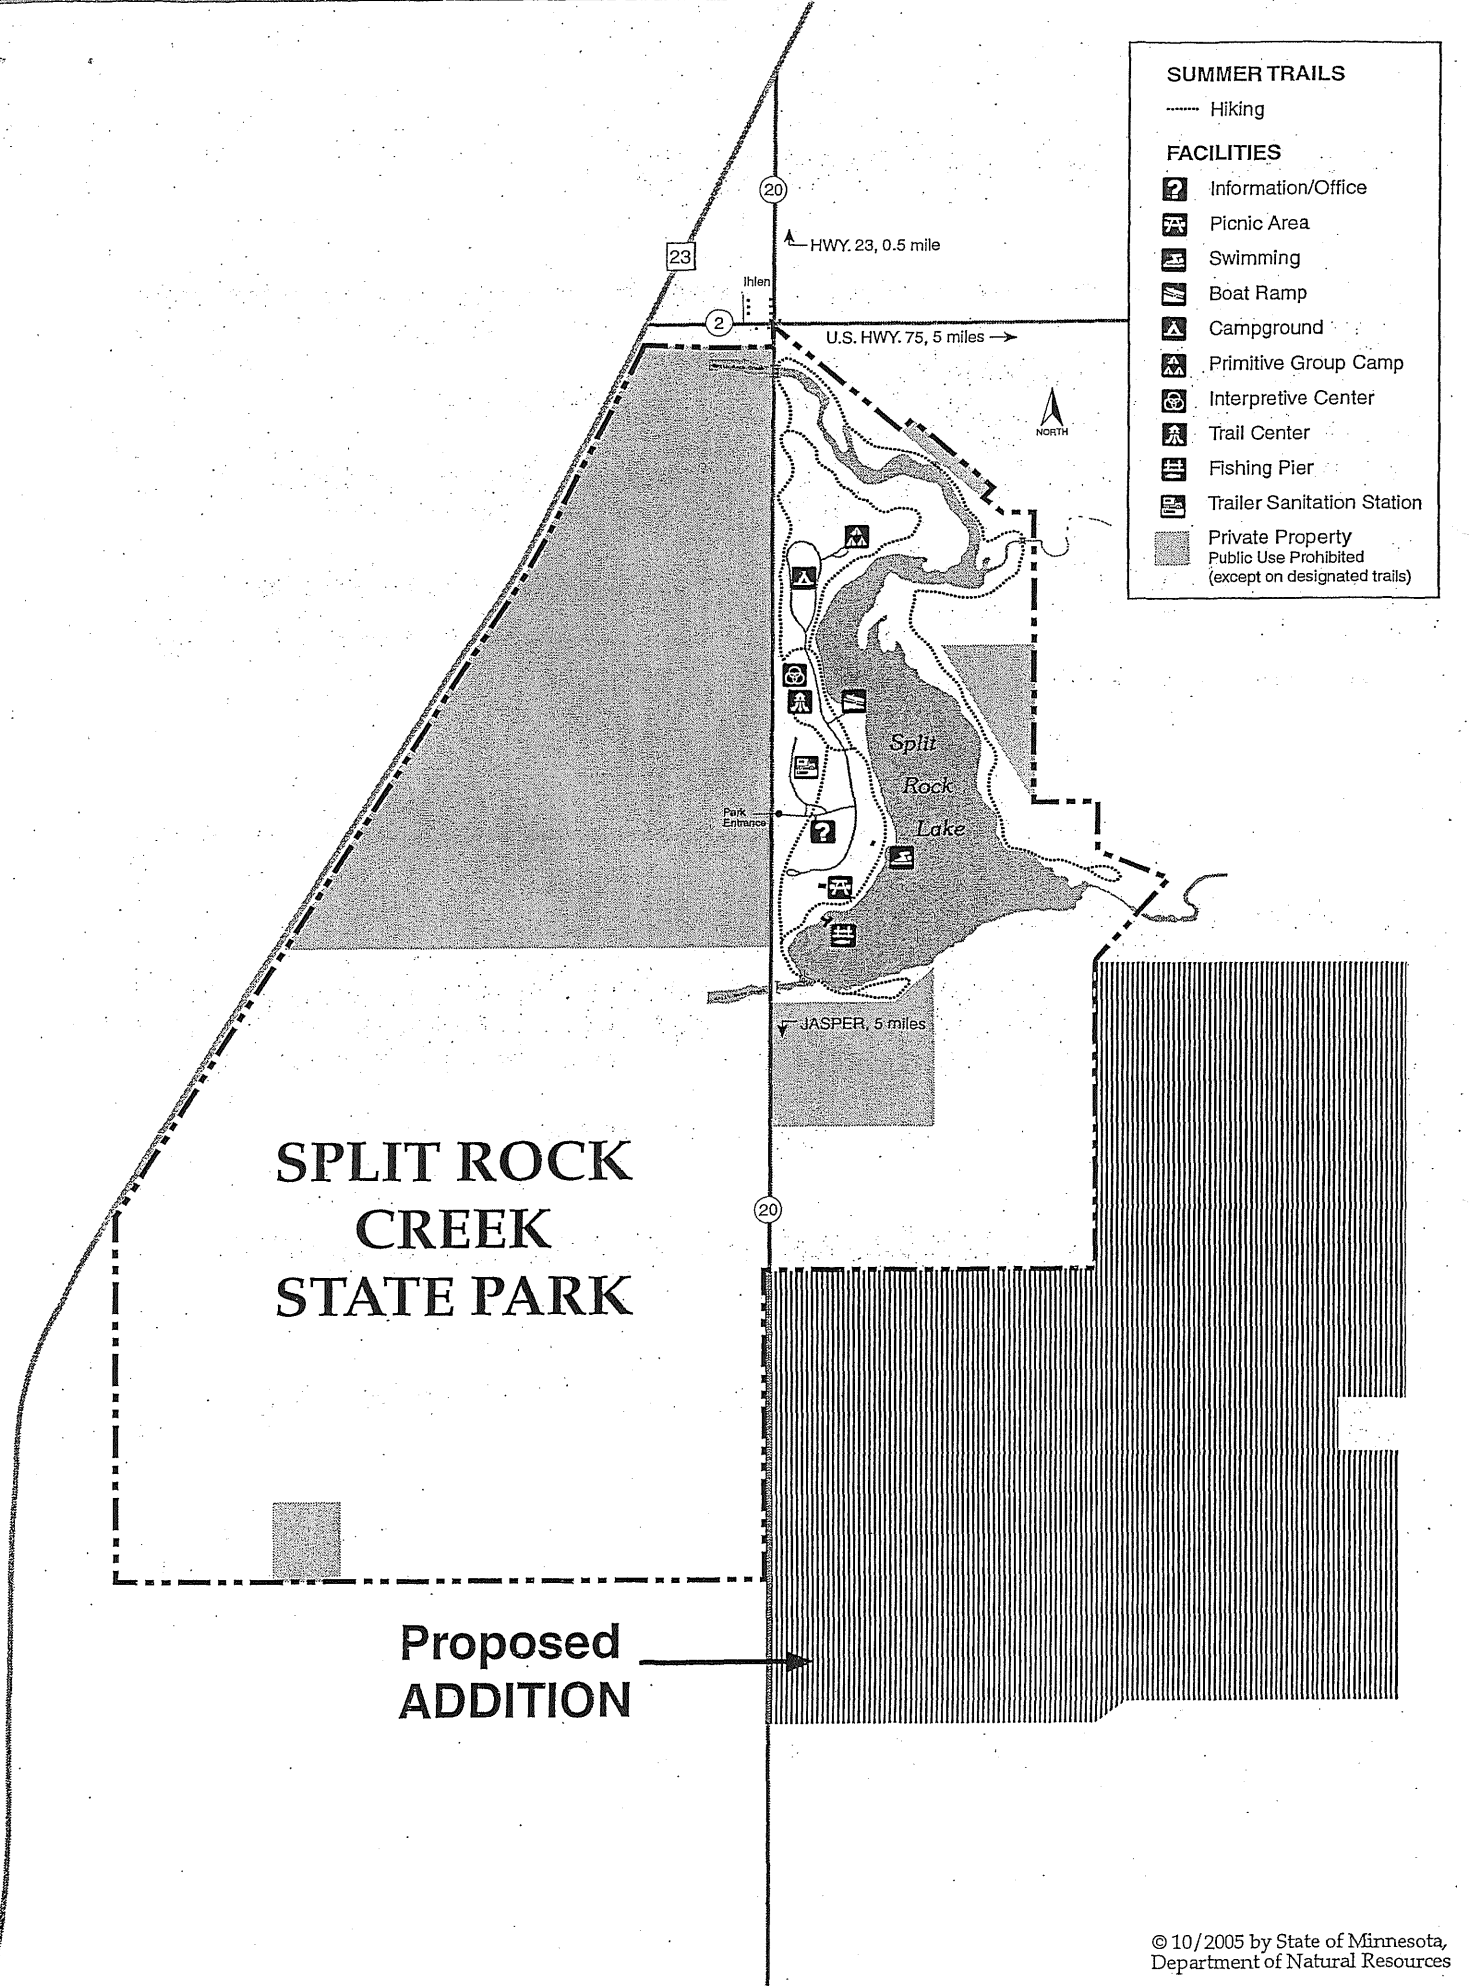 SUMMER TRAILS
Hiking
FACILITIES
? Information/Office
Picnic Area
Swimming
Boat Ramp
Campground
Primitive Group Camp
Interpretive Center
Trail Center
Fishing Pier
Trailer Sanitation Station
Private Property
Public Use Prohibited
(except on designated trails)
20
HWY. 23, 0.5 mile
23
Ihlen
2
U.S. HWY. 75, 5 miles
NORTH
Split
Rock
Lake
Park
Entrance
?
JASPER, 5 miles
SPLIT ROCK
CREEK
STATE PARK
20
Proposed
ADDITION
© 10/2005 by State of Minnesota,
Department of Natural Resources